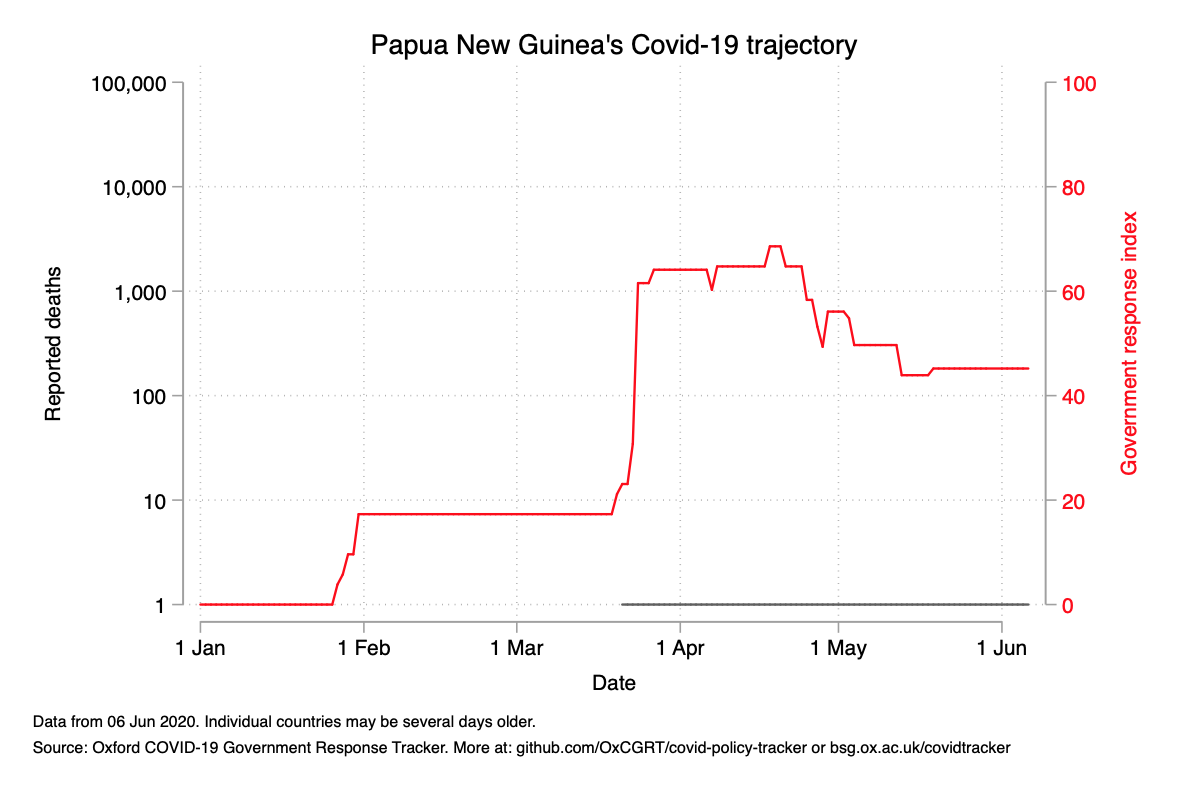 Papua New Guinea's Covid-19 trajectory
100,000
10,000
1,000
100
10
1
Reported deaths
100
80
60
40
20
0
Government response index
1 Jan
1 Feb
1 Mar
1 Apr
1 May
1 Jun
Date
Data from 06 Jun 2020. Individual countries may be several days older.
Source: Oxford COVID-19 Government Response Tracker. More at: github.com/OxCGRT/covid-policy-tracker or bsg.ox.ac.uk/covidtracker